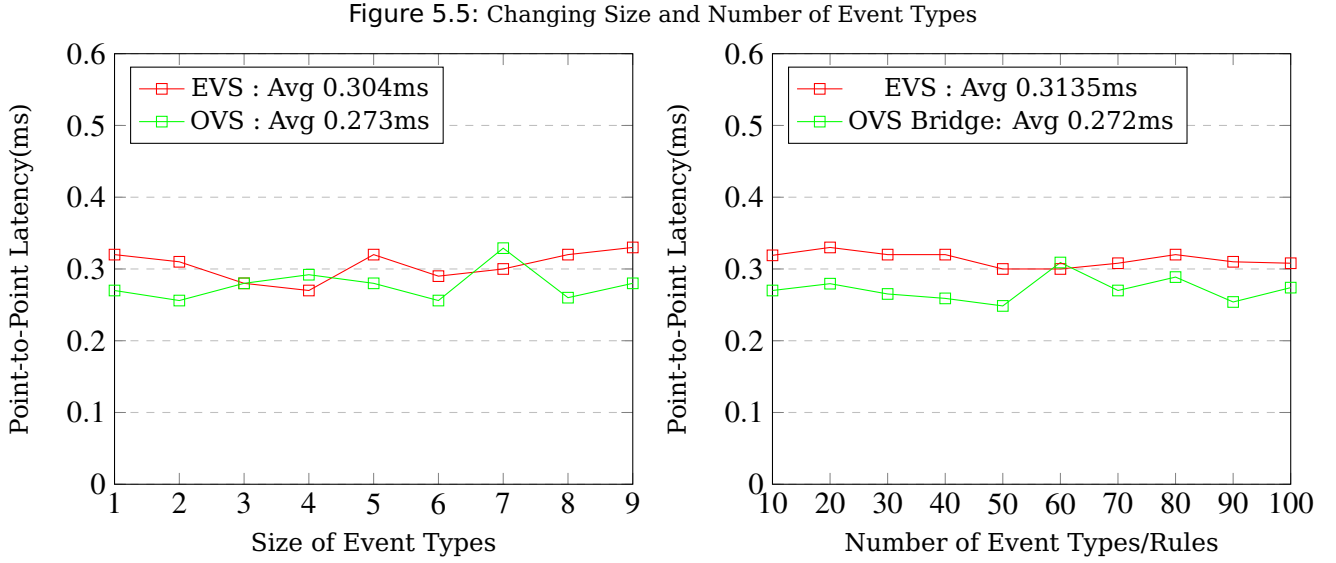 Figure 5.5: Changing Size and Number of Event Types
0.6
0.5
0.4
0.3
0.2
0.1
0
1 2 3 4 5 6 7 8 9
Size of Event Types
Point-to-Point Latency(ms)
EVS : Avg 0.304ms
OVS : Avg 0.273ms
0.6
0.5
0.4
0.3
0.2
0.1
0
10 20 30 40 50 60 70 80 90 100
Number of Event Types/Rules
Point-to-Point Latency(ms)
EVS : Avg 0.3135ms
OVS Bridge: Avg 0.272ms